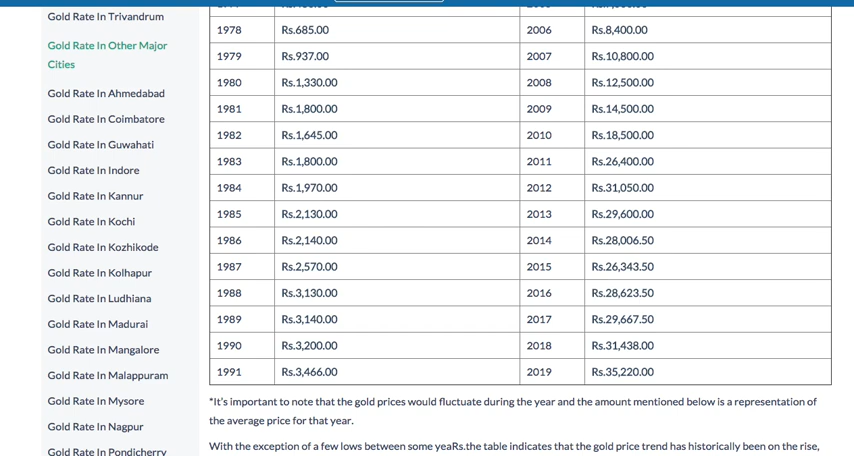 Gold Rate In Trivandrum
Gold Rate In Other Major
Cities
Gold Rate In Ahmedabad
Gold Rate In Coimbatore
Gold Rate In Guwahati
Gold Rate In Indore
Gold Rate In Kannur
Gold Rate In Kochi
Gold Rate In Kozhikode
Gold Rate In Kolhapur
Gold Rate In Ludhiana
Gold Rate In Madurai
Gold Rate In Mangalore
Gold Rate In Malappuram
Gold Rate In Mysore
Gold Rate In Nagpur
Gold Rate In Pondicherry
1978 Rs.685.00 2006 Rs.8,400.00
1979 Rs.937.00 2007 Rs.10,800.00
1980 Rs.1,330.00 2008 Rs.12,500.00
1981 Rs.1,800.00 2009 Rs.14,500.00
1982 Rs.1,645.00 2010 Rs.18,500.00
1983 Rs.1,800.00 2011 Rs.26,400.00
1984 Rs.1,970.00 2012 Rs.31,050.00
1985 Rs.2,130.00 2013 Rs.29,600.00
1986 Rs.2,140.00 2014 Rs.28,006.50
1987 Rs.2,570.00 2015 Rs.26,343.50
1988 Rs.3,130.00 2016 Rs.28,623.50
1989 Rs.3,140.00 2017 Rs.29,667.50
1990 Rs.3,200.00 2018 Rs.31,438.00
1991 Rs.3,466.00 2019 Rs.35,220.00
*It's important to note that the gold prices would fluctuate during the year and the amount mentioned below is a representation of
the average price for that year.
With the exception of a few lows between some yeaRs.the table indicates that the gold price trend has historically been on the rise,